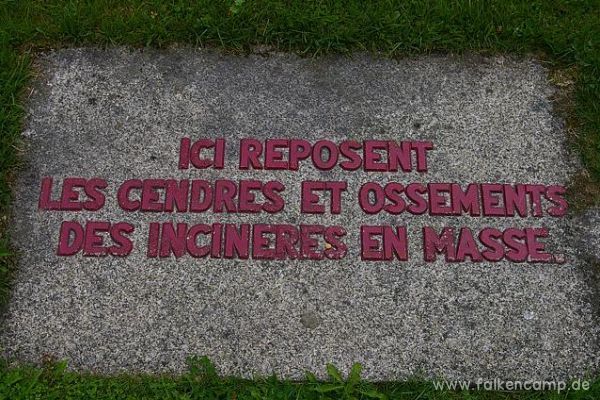 ICI REPOSENT
LES CENDRES ET OSSEMENTS
DES INCINERES EN MASSE.
www.falkencamp.de